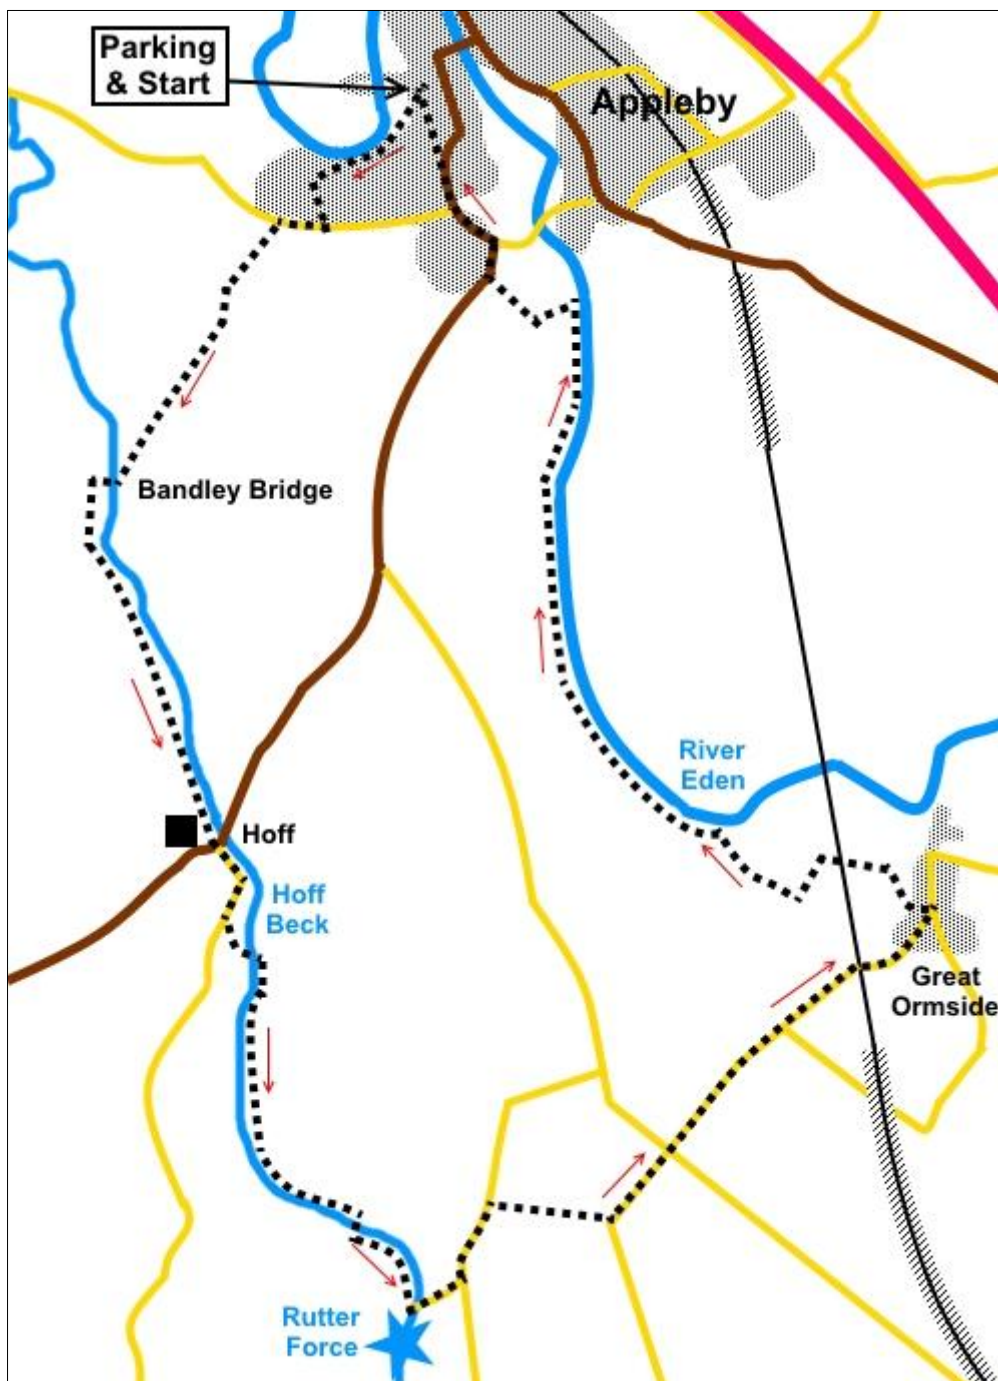 Parking
& Start
Appleby
Bandley Bridge
River
Eden
Hoff
Hoff
Beck
Great
Ormside
Rutter
Force